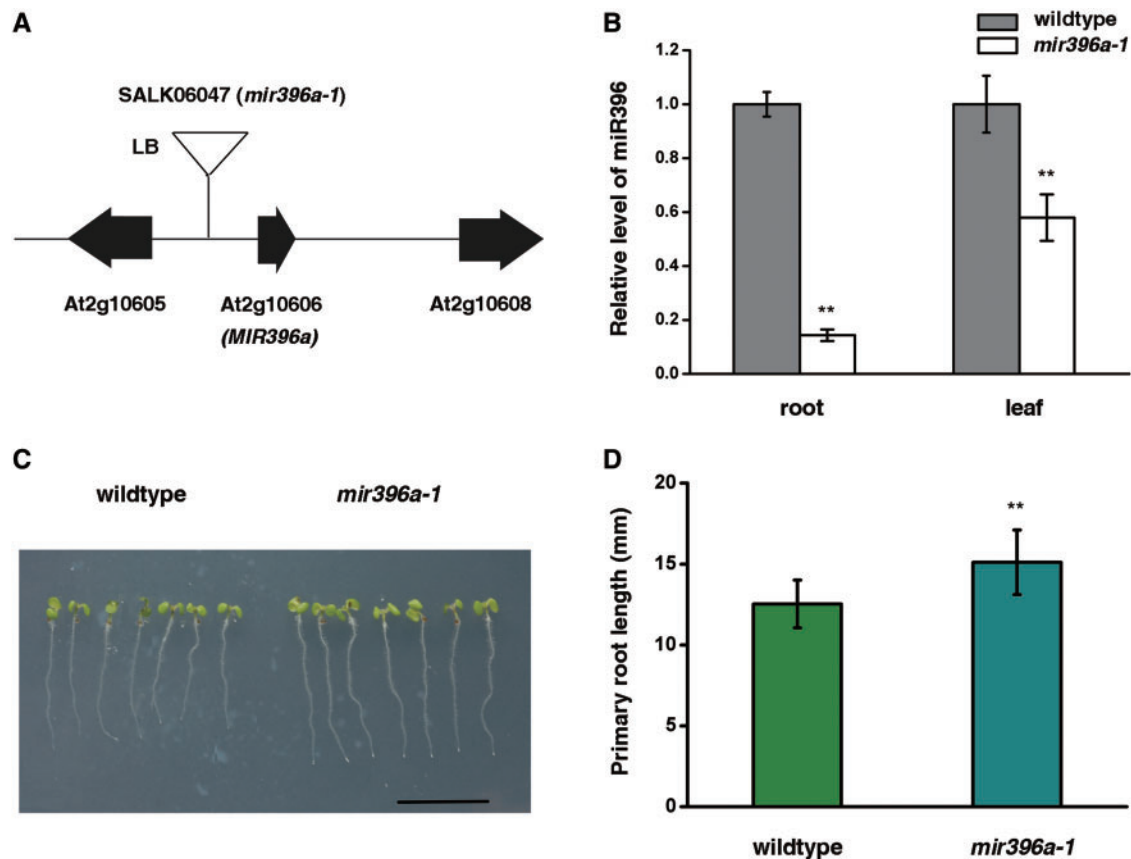 A
SALK06047 (mir396a-1)
LB
At2g10605
At2g10606
(MIR396a)
At2g10608
B
wildtype
mir396a-1
Relative level of miR396
1.2
1.0
0.8
0.6
0.4
0.2
0.0
**
**
root
leaf
C
wildtype
mir396a-1
D
Primary root length (mm)
20
15
10
5
0
**
wildtype
mir396a-1